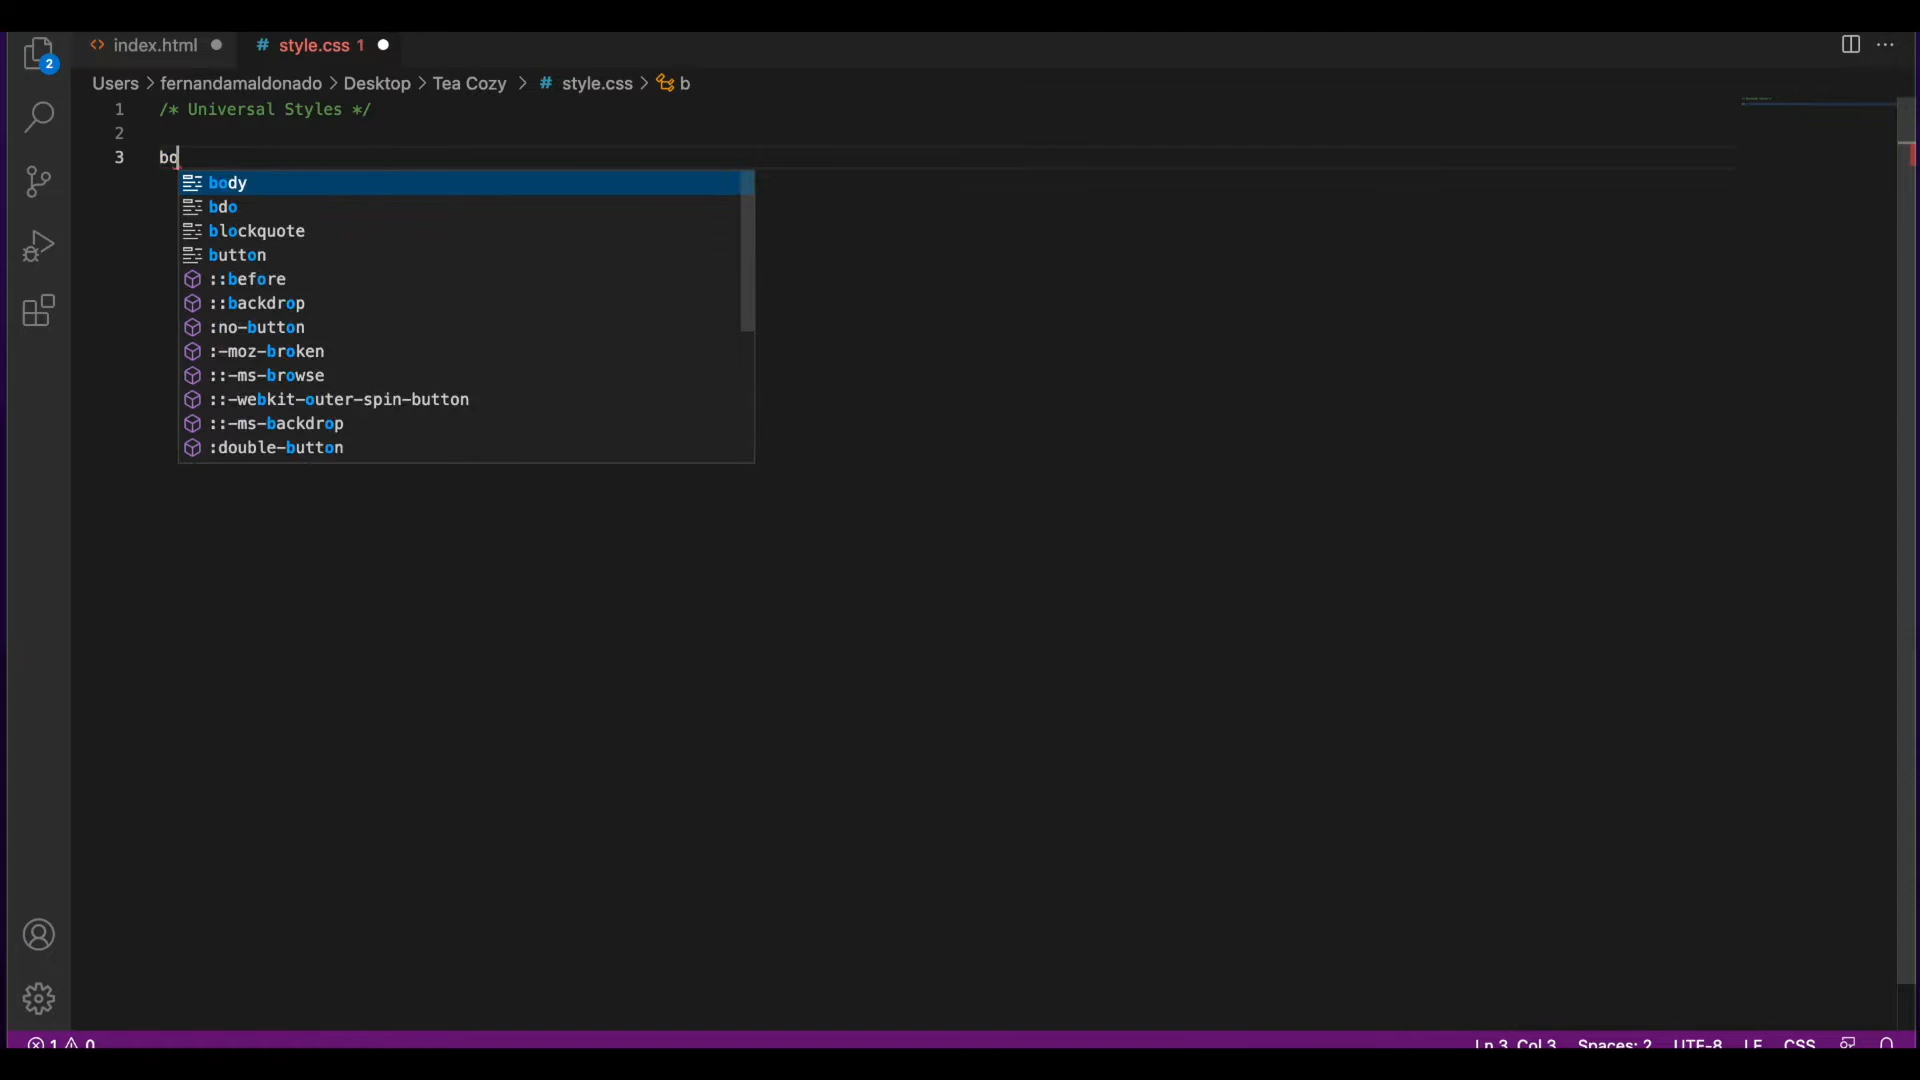 2
index.html
# style.css 1
Users > fernandamaldonado > Desktop > Tea Cozy > # style.css > b
1 /* Universal Styles */
2
3 bo
body
bdo
blockquote
button
::before
::backdrop
:no-button
:-moz-broken
::-ms-browse
::-webkit-outer-spin-button
::-ms-backdrop
:double-button
1 0 Ln 3, Col 3 Spaces: 2 UTF-8 LF CSS